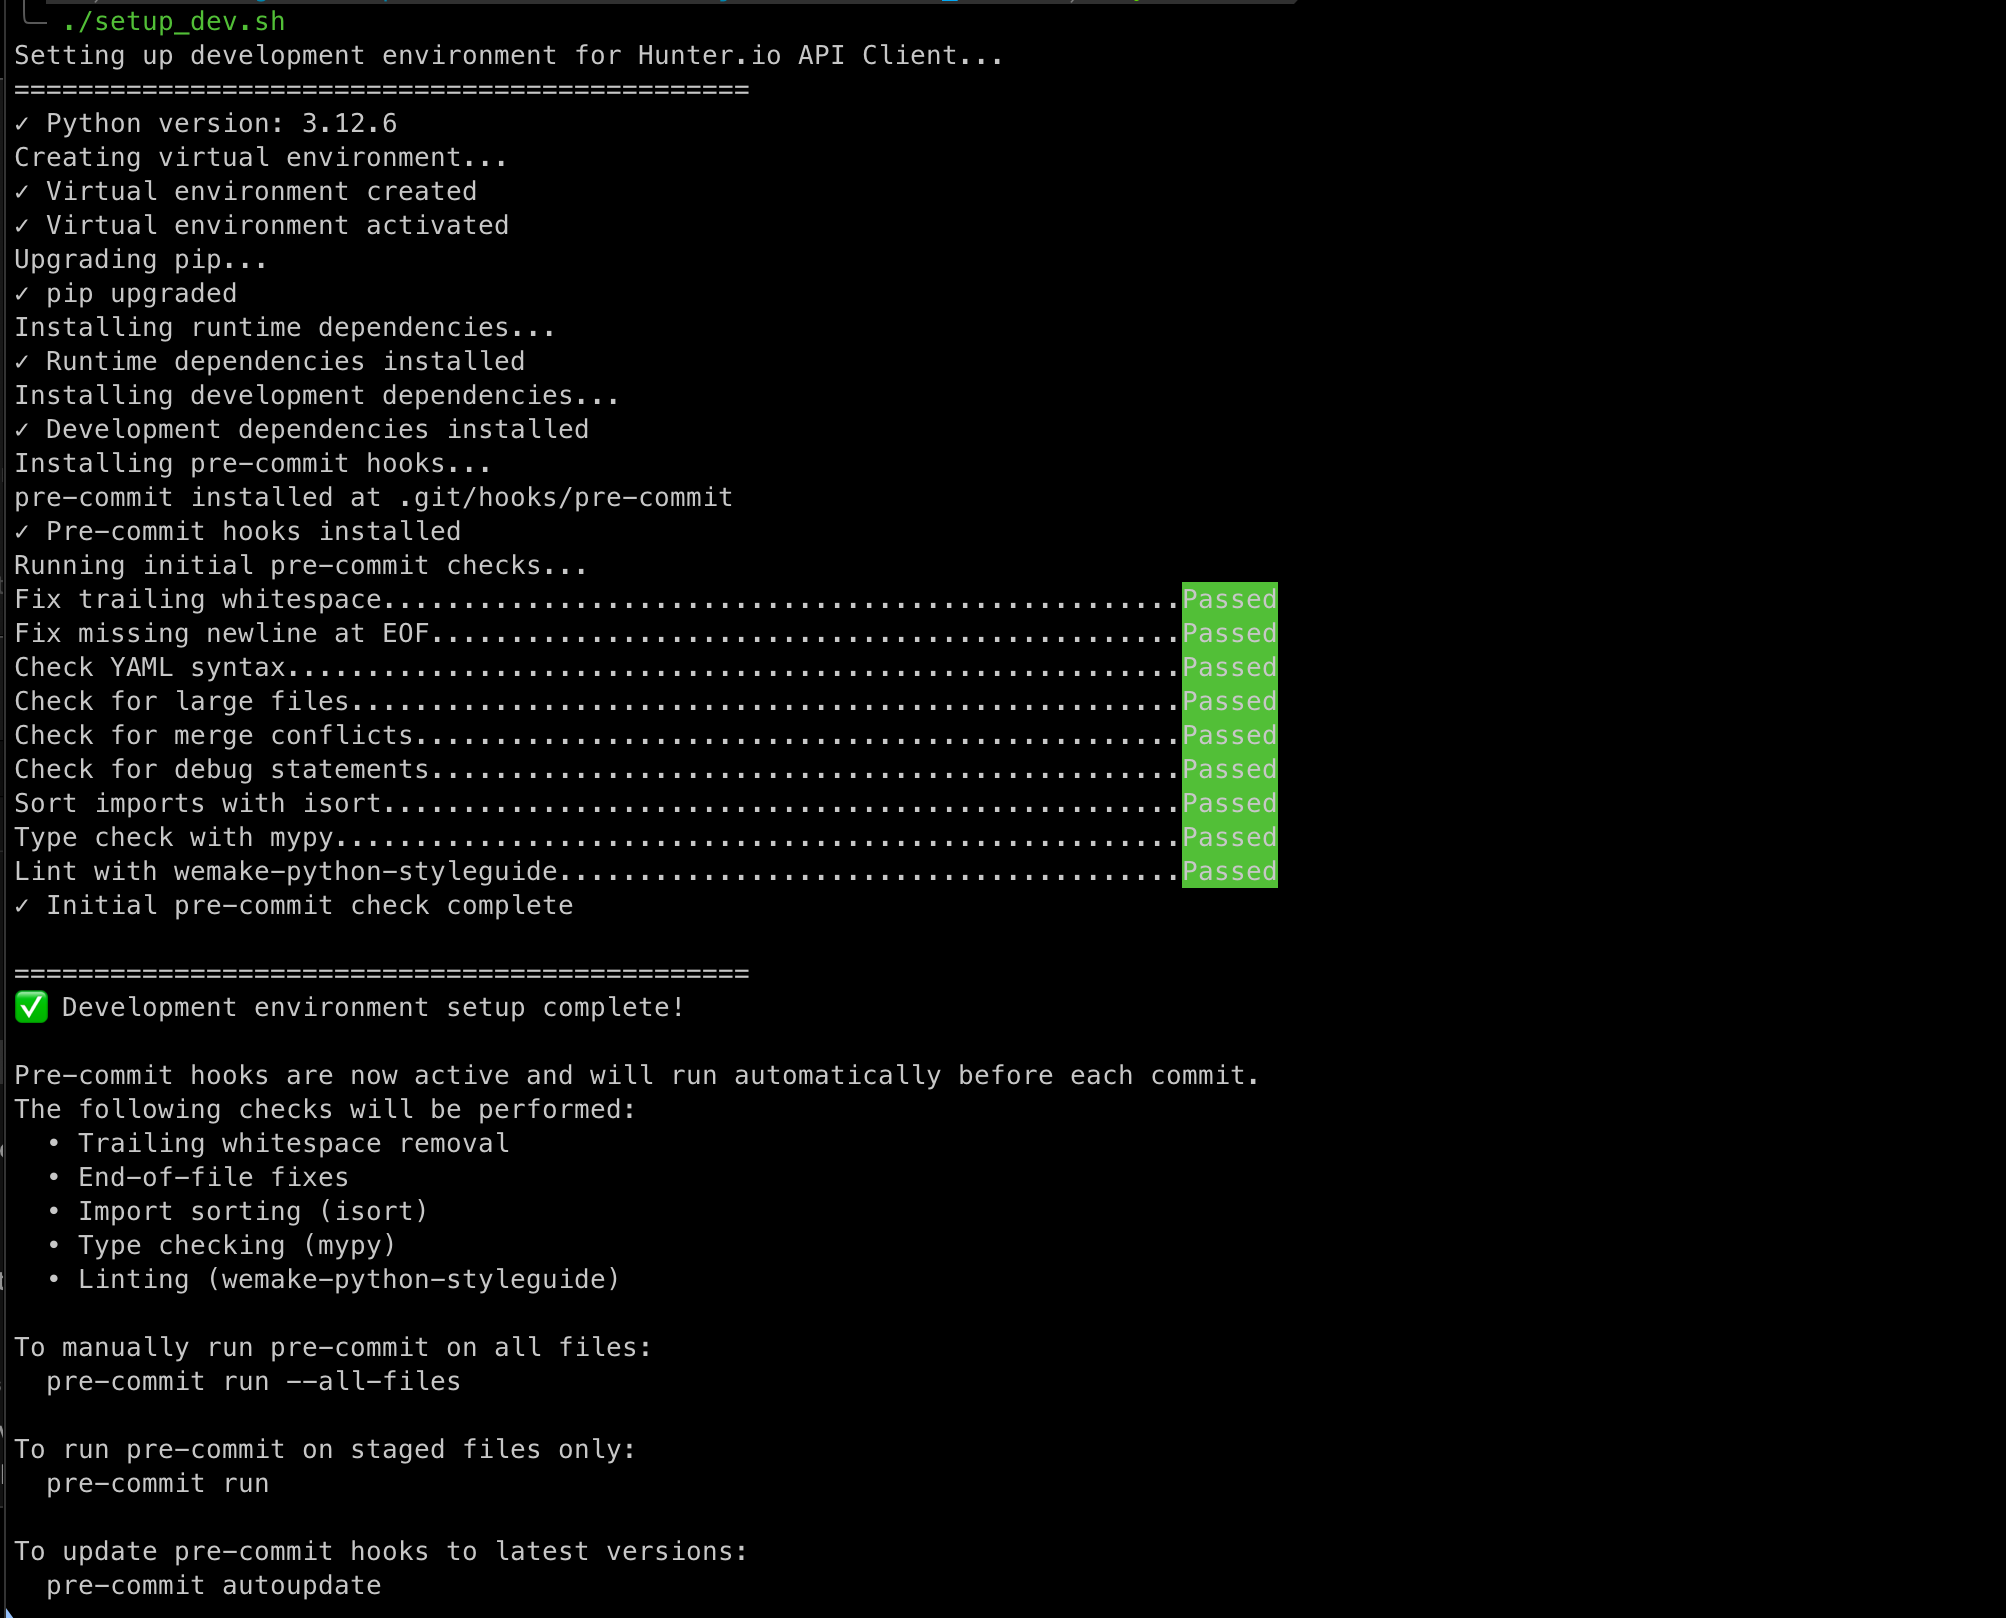 ./setup_dev.sh
Setting up development environment for Hunter.io API Client...
==============================================
✓ Python version: 3.12.6
Creating virtual environment...
✓ Virtual environment created
✓ Virtual environment activated
Upgrading pip...
✓ pip upgraded
Installing runtime dependencies...
✓ Runtime dependencies installed
Installing development dependencies...
✓ Development dependencies installed
Installing pre-commit hooks...
pre-commit installed at .git/hooks/pre-commit
✓ Pre-commit hooks installed
Running initial pre-commit checks...
Fix trailing whitespace..................................................Passed
Fix missing newline at EOF...............................................Passed
Check YAML syntax........................................................Passed
Check for large files....................................................Passed
Check for merge conflicts................................................Passed
Check for debug statements...............................................Passed
Sort imports with isort..................................................Passed
Type check with mypy.....................................................Passed
Lint with wemake-python-styleguide.......................................Passed
✓ Initial pre-commit check complete
==============================================
✅ Development environment setup complete!
Pre-commit hooks are now active and will run automatically before each commit.
The following checks will be performed:
• Trailing whitespace removal
• End-of-file fixes
• Import sorting (isort)
• Type checking (mypy)
• Linting (wemake-python-styleguide)
To manually run pre-commit on all files:
pre-commit run --all-files
To run pre-commit on staged files only:
pre-commit run
To update pre-commit hooks to latest versions:
pre-commit autoupdate